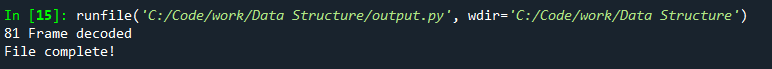 In [15]: runfile('C:/Code/work/Data Structure/output.py', wdir='C:/Code/work/Data Structure')
81 Frame decoded
File complete!